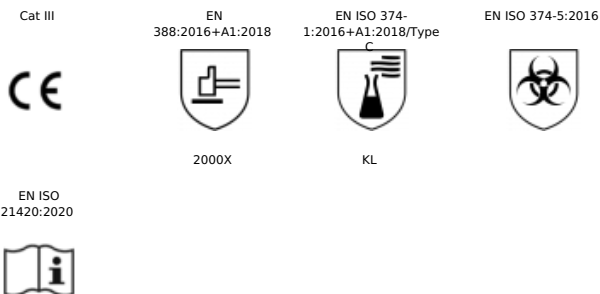 Cat III
EN
388:2016+A1:2018
EN ISO 374-
1:2016+A1:2018/Type
C
EN ISO 374-5:2016
CE
2000X
KL
EN ISO
21420:2020
i